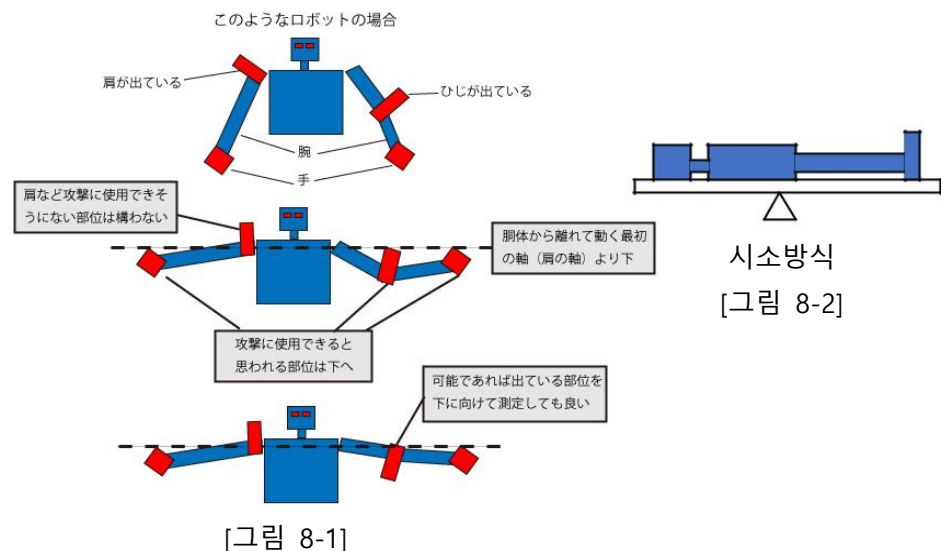 このようなロボットの場合
肩が出ている
ひじが出ている
腕
手
肩など攻撃に使用できそ
うにない部位は構わない
胴体から離れて動く最初
の軸（肩の軸）より下
攻撃に使用できると
思われる部位は下へ
可能であれば出ている部位を
下に向けて測定しても良い
[그림 8-1]
시소방식
[그림 8-2]